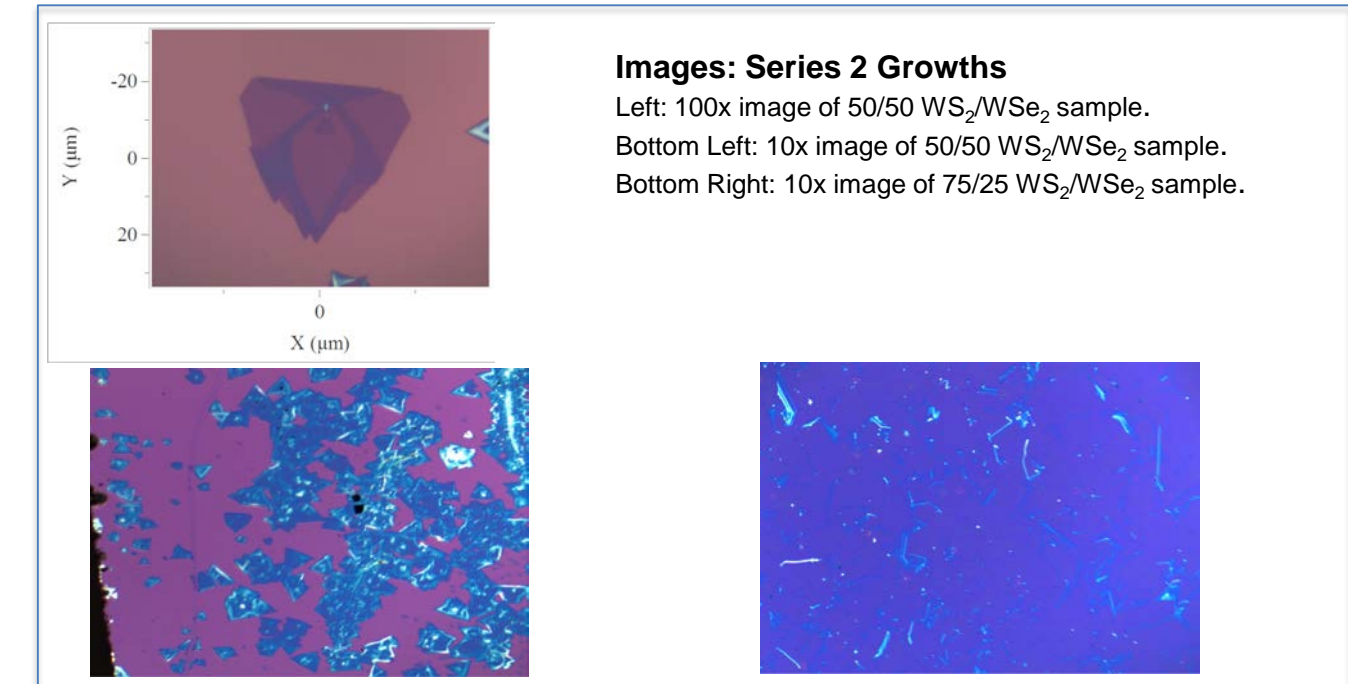 Images: Series 2 Growths
Left: 100x image of 50/50 WS₂/WSe₂ sample.
Bottom Left: 10x image of 50/50 WS₂/WSe₂ sample.
Bottom Right: 10x image of 75/25 WS₂/WSe₂ sample.
-20
0
20
Y (μm)
0
X (μm)